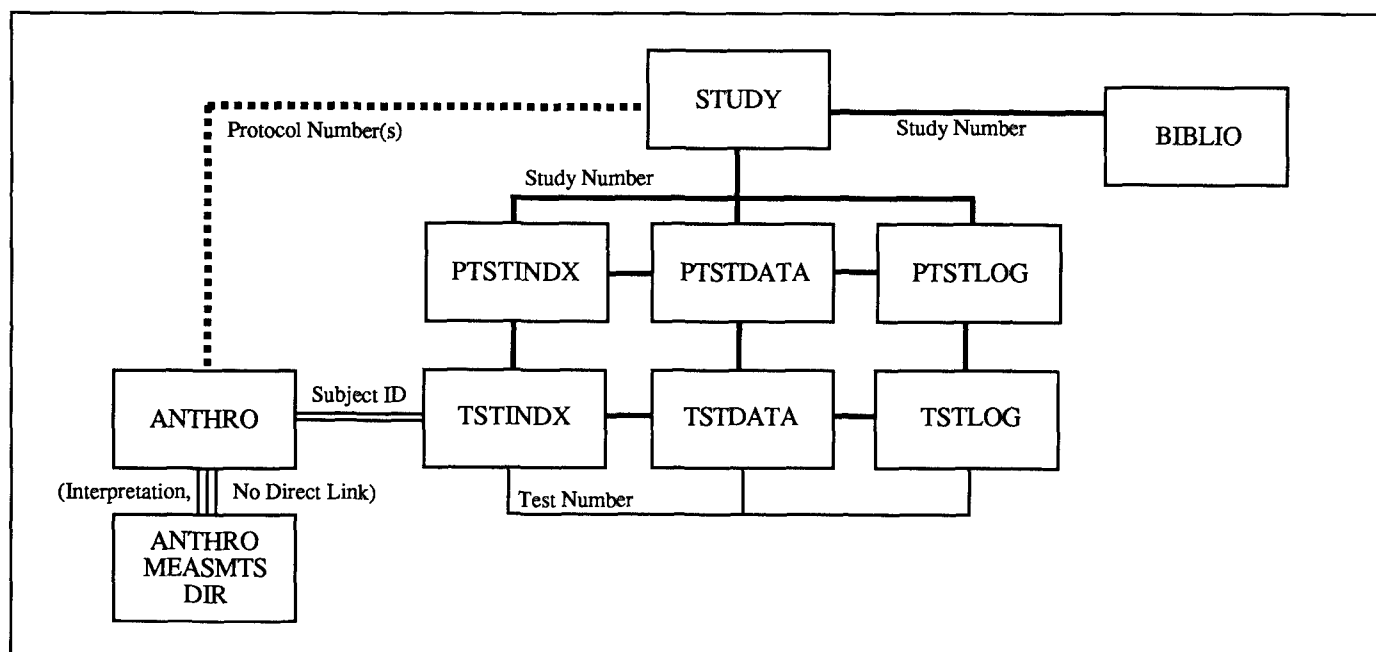 STUDY
Protocol Number(s)
Study Number
BIBLIO
Study Number
PTSTINDX
PTSTDATA
PTSTLOG
ANTHRO
Subject ID
TSTINDX
TSTDATA
TSTLOG
(Interpretation,
No Direct Link)
Test Number
ANTHRO
MEASMTS
DIR